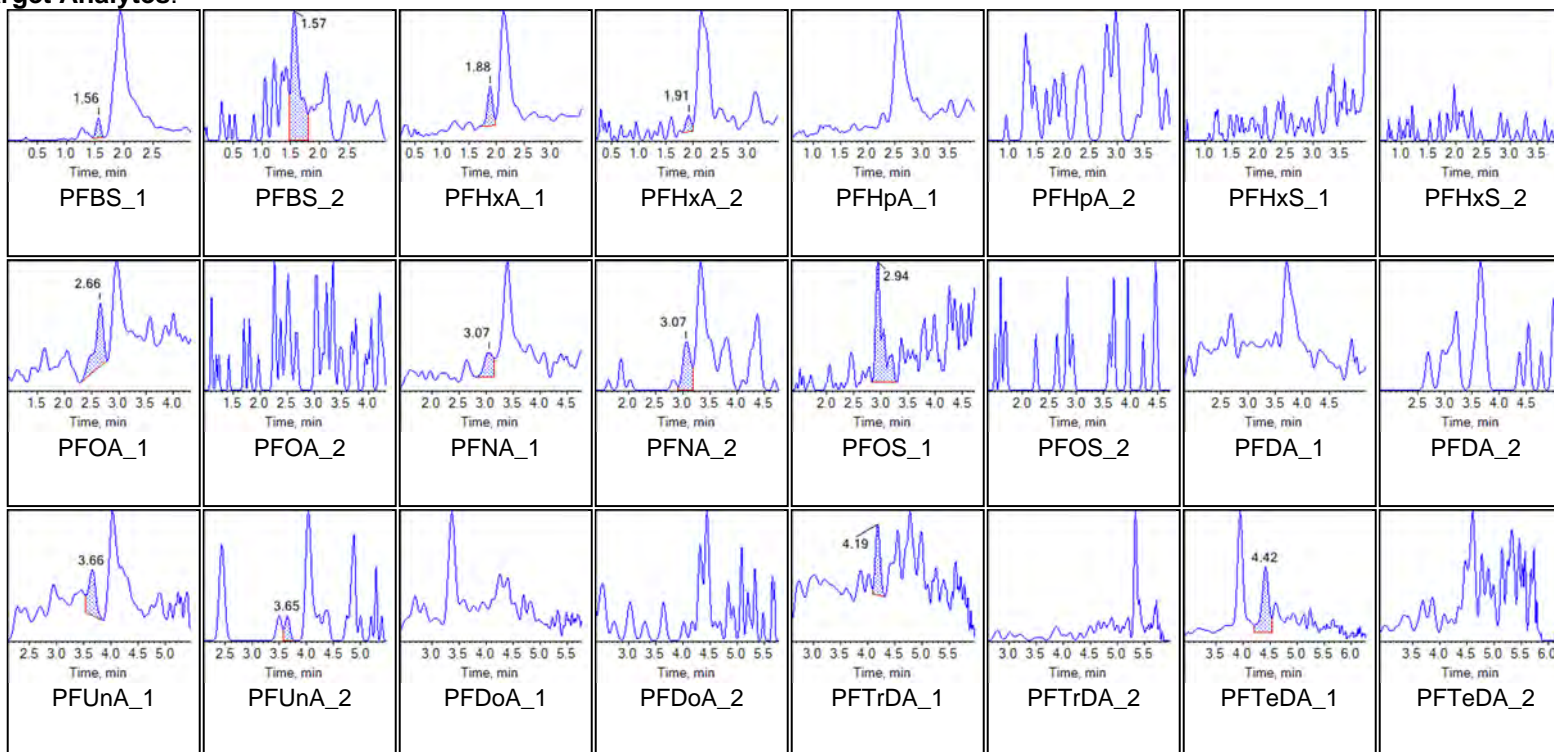 rget Analytes:
1.56
0.5 1.0 1.5 2.0 2.5
Time, min
PFBS_1
1.57
0.5 1.0 1.5 2.0 2.5
Time, min
PFBS_2
1.88
0.5 1.0 1.5 2.0 2.5 3.0
Time, min
PFHxA_1
1.91
0.5 1.0 1.5 2.0 2.5 3.0
Time, min
PFHxA_2
1.0 1.5 2.0 2.5 3.0 3.5
Time, min
PFHpA_1
1.0 1.5 2.0 2.5 3.0 3.5
Time, min
PFHpA_2
1.0 1.5 2.0 2.5 3.0 3.5
Time, min
PFHxS_1
1.0 1.5 2.0 2.5 3.0 3.5
Time, min
PFHxS_2
2.66
1.5 2.0 2.5 3.0 3.5 4.0
Time, min
PFOA_1
1.5 2.0 2.5 3.0 3.5 4.0
Time, min
PFOA_2
3.07
2.0 2.5 3.0 3.5 4.0 4.5
Time, min
PFNA_1
3.07
2.0 2.5 3.0 3.5 4.0 4.5
Time, min
PFNA_2
2.94
2.0 2.5 3.0 3.5 4.0 4.5
Time, min
PFOS_1
2.0 2.5 3.0 3.5 4.0 4.5
Time, min
PFOS_2
2.0 2.5 3.0 3.5 4.0 4.5
Time, min
PFDA_1
2.5 3.0 3.5 4.0 4.5 5.0
Time, min
PFDA_2
3.66
2.5 3.0 3.5 4.0 4.5 5.0
Time, min
PFUnA_1
3.65
2.5 3.0 3.5 4.0 4.5 5.0
Time, min
PFUnA_2
3.0 3.5 4.0 4.5 5.0 5.5
Time, min
PFDoA_1
3.0 3.5 4.0 4.5 5.0 5.5
Time, min
PFDoA_2
4.19
3.0 3.5 4.0 4.5 5.0 5.5
Time, min
PFTrDA_1
3.0 3.5 4.0 4.5 5.0 5.5
Time, min
PFTrDA_2
4.42
3.5 4.0 4.5 5.0 5.5 6.0
Time, min
PFTeDA_1
3.5 4.0 4.5 5.0 5.5 6.0
Time, min
PFTeDA_2